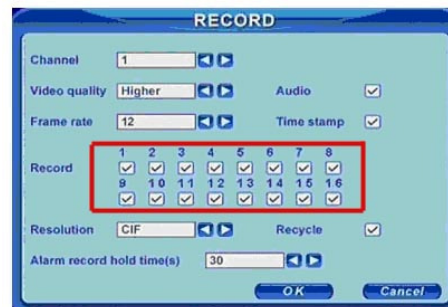 RECORD
Channel 1
Video quality Higher Audio
Frame rate 12 Time stamp
1 2 3 4 5 6 7 8
Record
9 10 11 12 13 14 15 16
Resolution CIF Recycle
Alarm record hold time(s) 30
OK Cancel